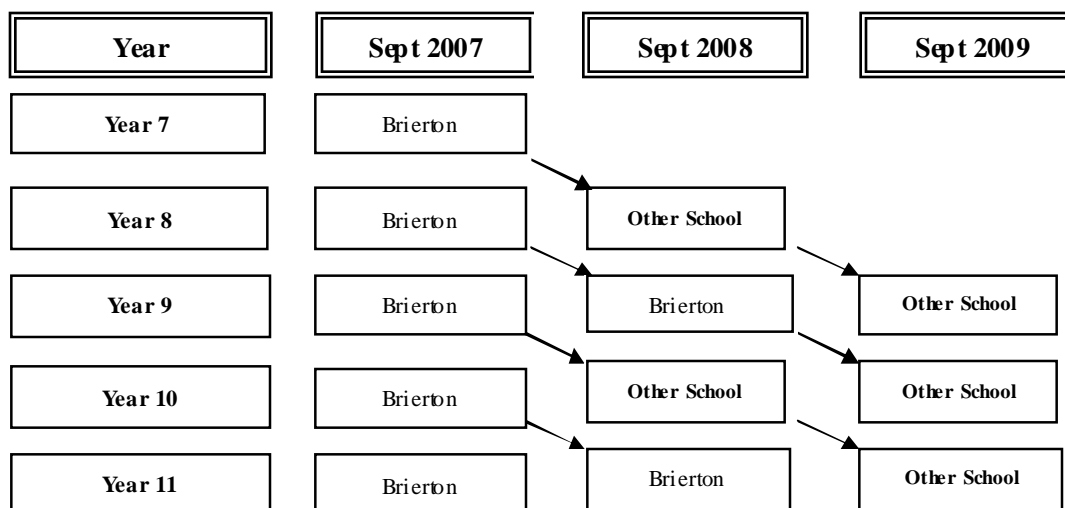 Year Sept 2007 Sept 2008 Sept 2009
Year 7 Brierton
Year 8 Brierton Other School
Year 9 Brierton Brierton Other School
Year 10 Brierton Other School Other School
Year 11 Brierton Brierton Other School